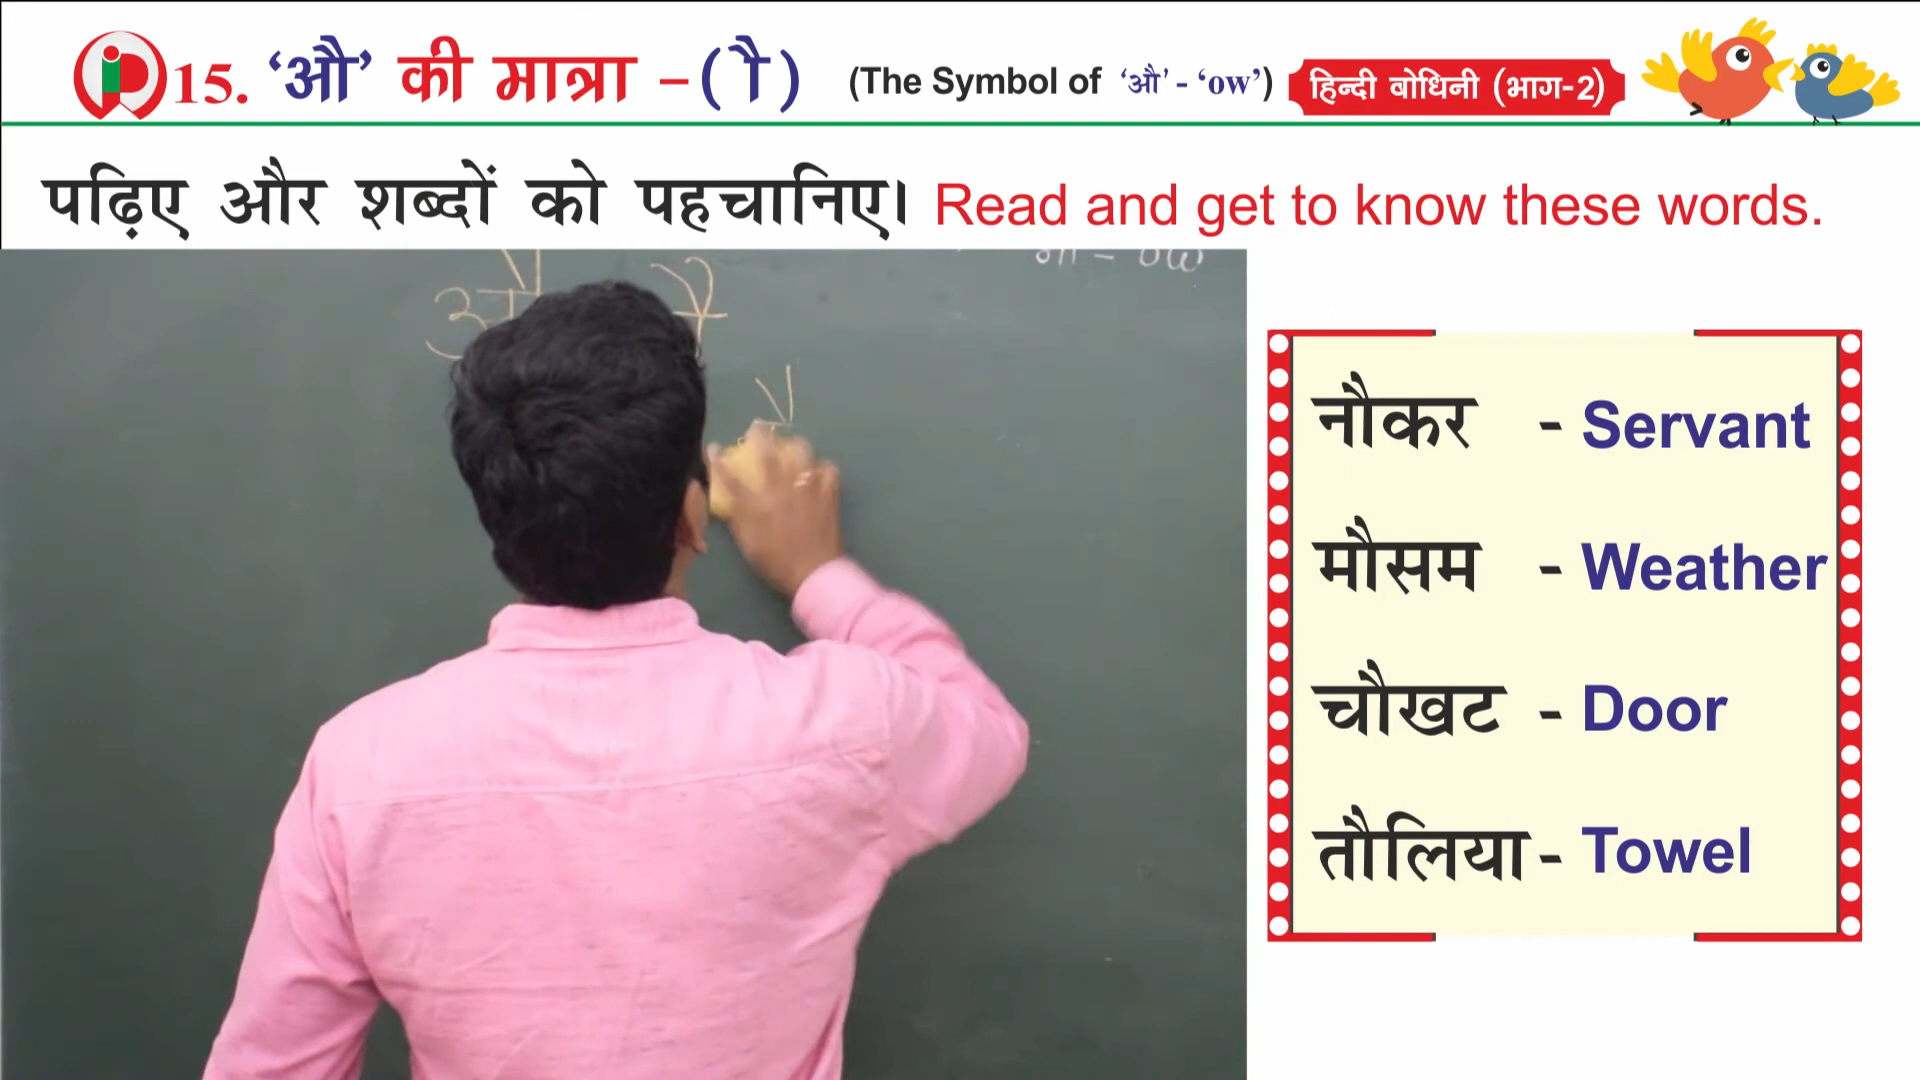 15. ‘औ’ की मात्रा –( ौ ) (The Symbol of ‘औ’ - ‘ow’) हिन्दी बोधिनी (भाग-2)
पढ़िए और शब्दों को पहचानिए। Read and get to know these words.
नौकर - Servant
मौसम - Weather
चौखट - Door
तौलिया - Towel